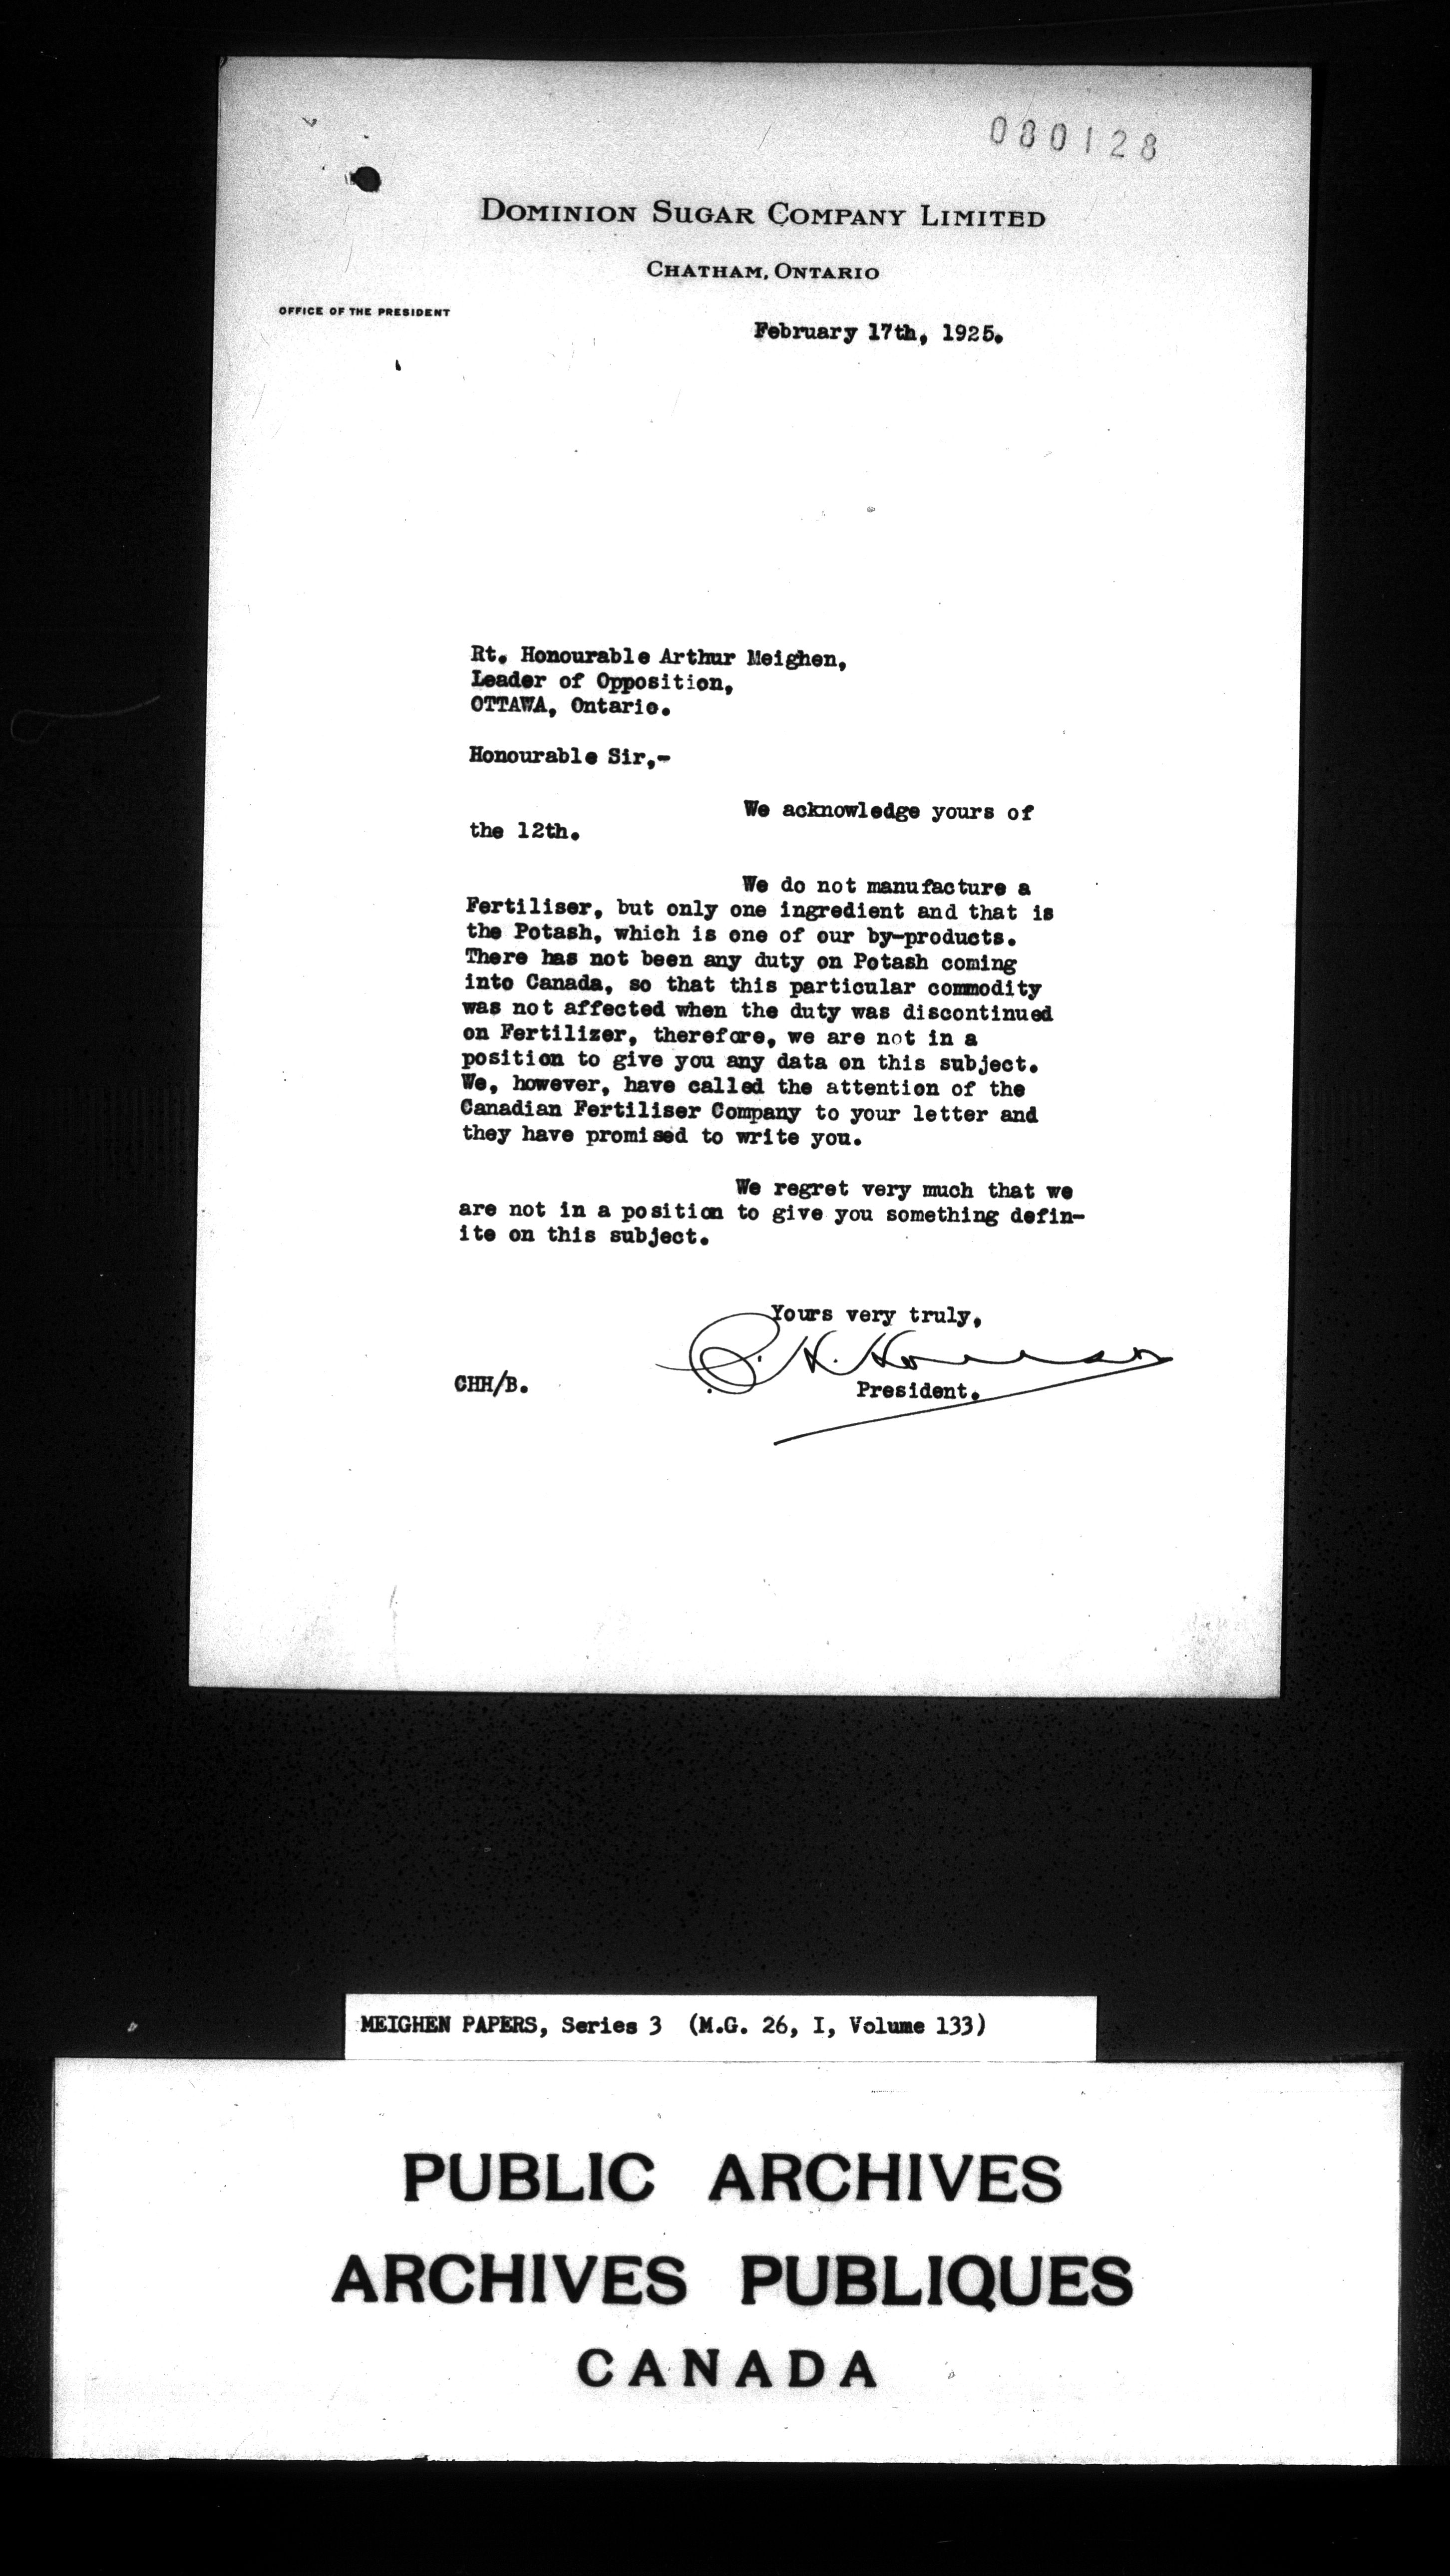 080128
DOMINION SUGAR COMPANY LIMITED
CHATHAM, ONTARIO
OFFICE OF THE PRESIDENT
February 17th, 1925.
Rt. Honourable Arthur Meighen,
Leader of Opposition,
OTTAWA, Ontario.
Honourable Sir,-
We acknowledge yours of
the 12th.
We do not manufacture a
Fertiliser, but only one ingredient and that is
the Potash, which is one of our by-products.
There has not been any duty on Potash coming
into Canada, so that this particular commodity
was not affected when the duty was discontinued
on Fertilizer, therefore, we are not in a
position to give you any data on this subject.
We, however, have called the attention of the
Canadian Fertiliser Company to your letter and
they have promised to write you.
We regret very much that we
are not in a position to give you something defin-
ite on this subject.
Yours very truly,
C. H. Houson
CHH/B.
President.
MEIGHEN PAPERS, Series 3 (M.G. 26, I, Volume 133)
PUBLIC ARCHIVES
ARCHIVES PUBLIQUES
CANADA